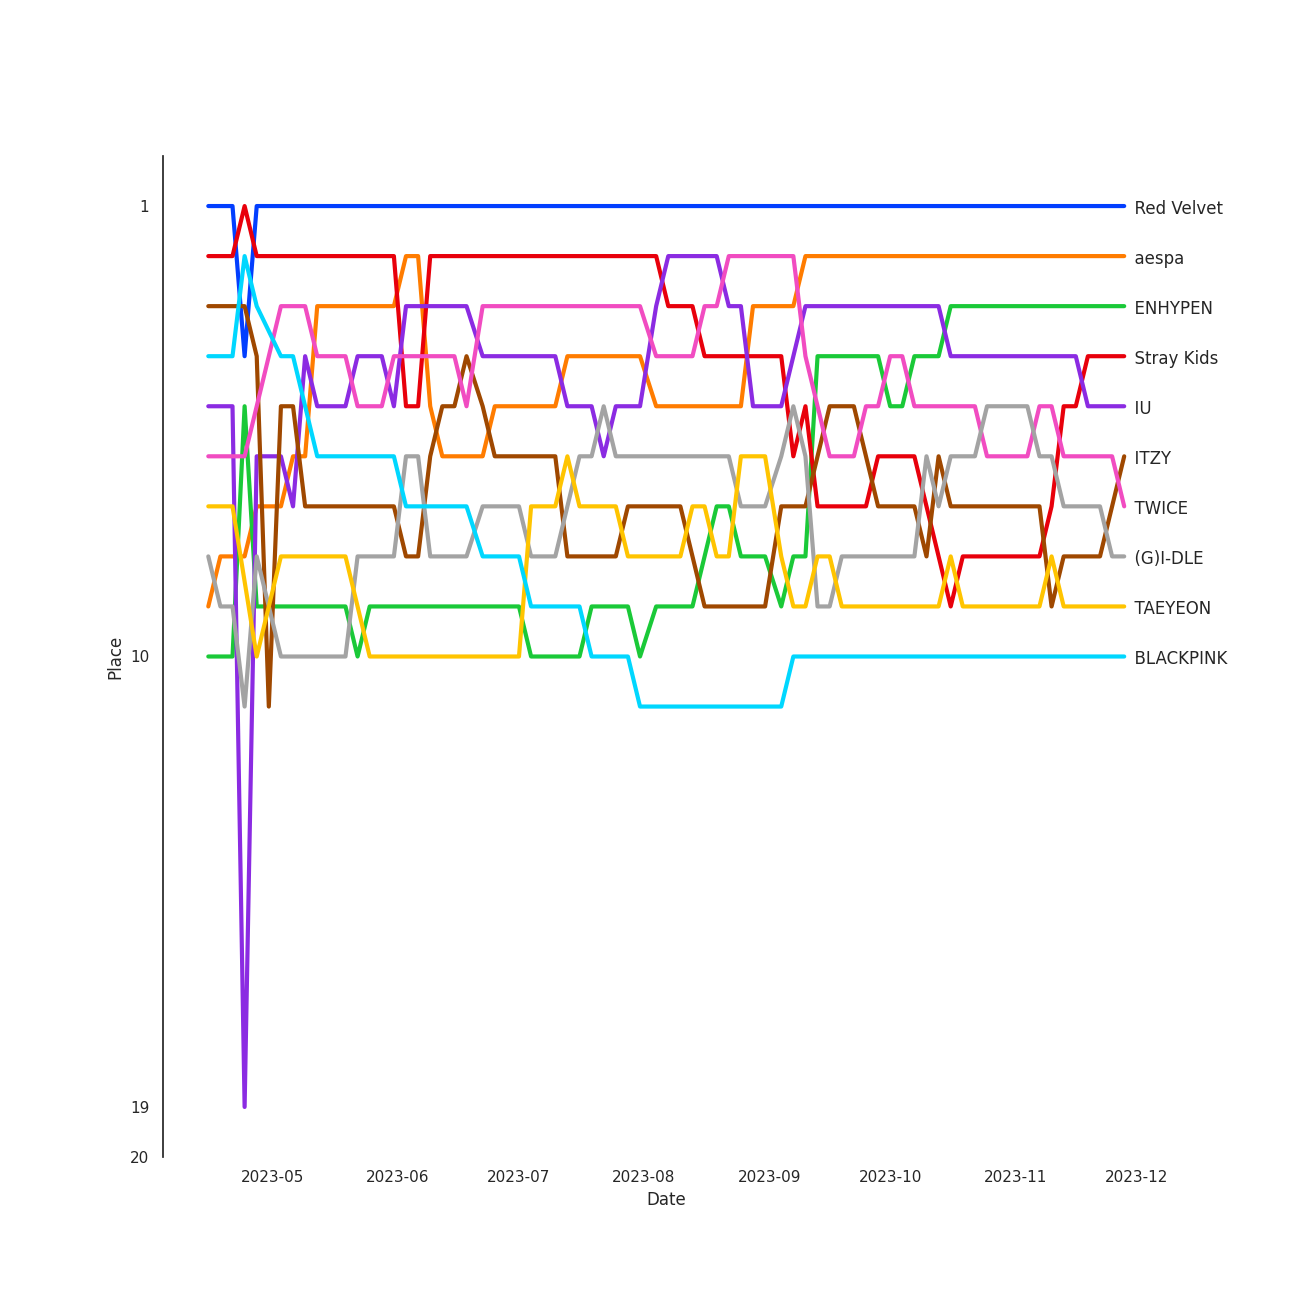 1
10
19
20
Place
Red Velvet
aespa
ENHYPEN
Stray Kids
IU
ITZY
TWICE
(G)I-DLE
TAEYEON
BLACKPINK
2023-05 2023-06 2023-07 2023-08 2023-09 2023-10 2023-11 2023-12
Date